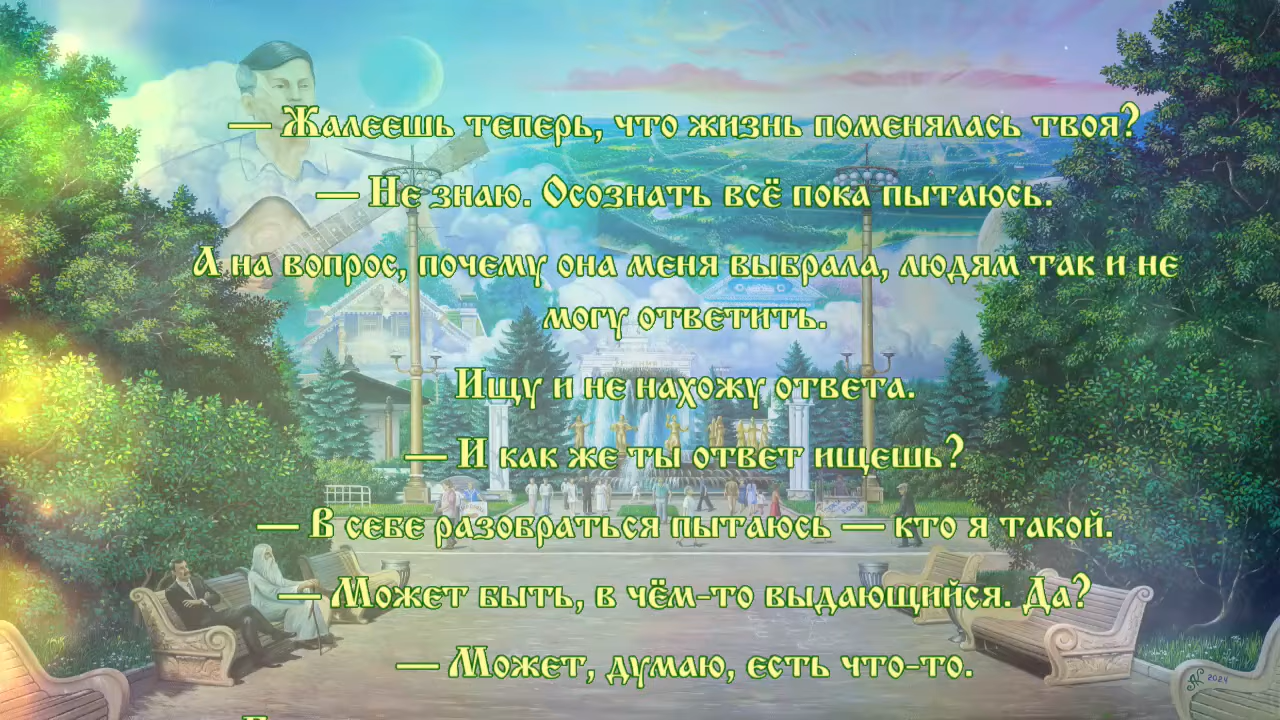 — Жалеешь теперь, что жизнь поменялась твоя?
— Не знаю. Осознать всё пока пытаюсь.
А на вопрос, почему она меня выбрала, людям так и не
могу ответить.
Ищу и не нахожу ответа.
— И как же ты ответ ищешь?
— В себе разобраться пытаюсь — кто я такой.
— Может быть, в чём-то выдающийся. Да?
— Может, думаю, есть что-то.
2024